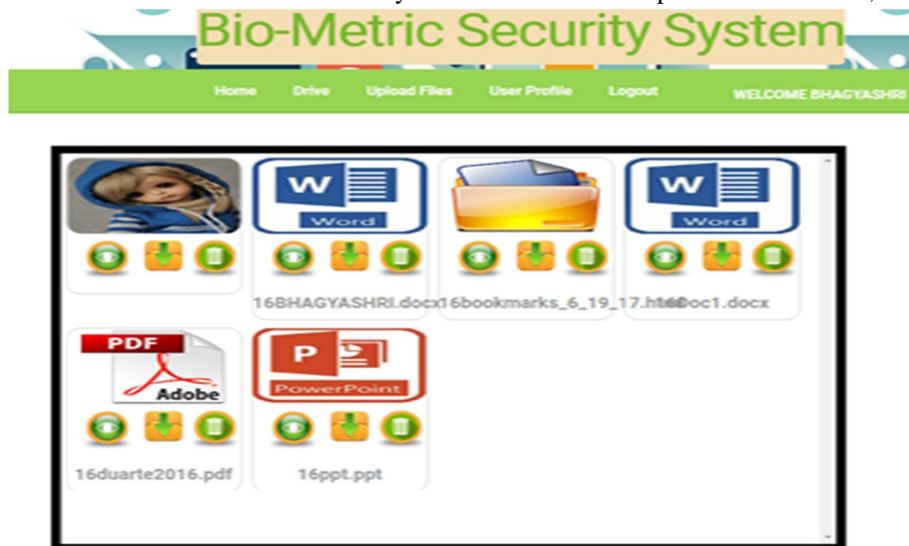 Bio-Metric Security System
Home Drive Upload Files User Profile Logout WELCOME BHAGYASHRI
W W
Word Word
16BHAGYASHRI.docx 16bookmarks_6_19_17.html 16Doc1.docx
PDF P
Adobe PowerPoint
16duarte2016.pdf 16ppt.ppt